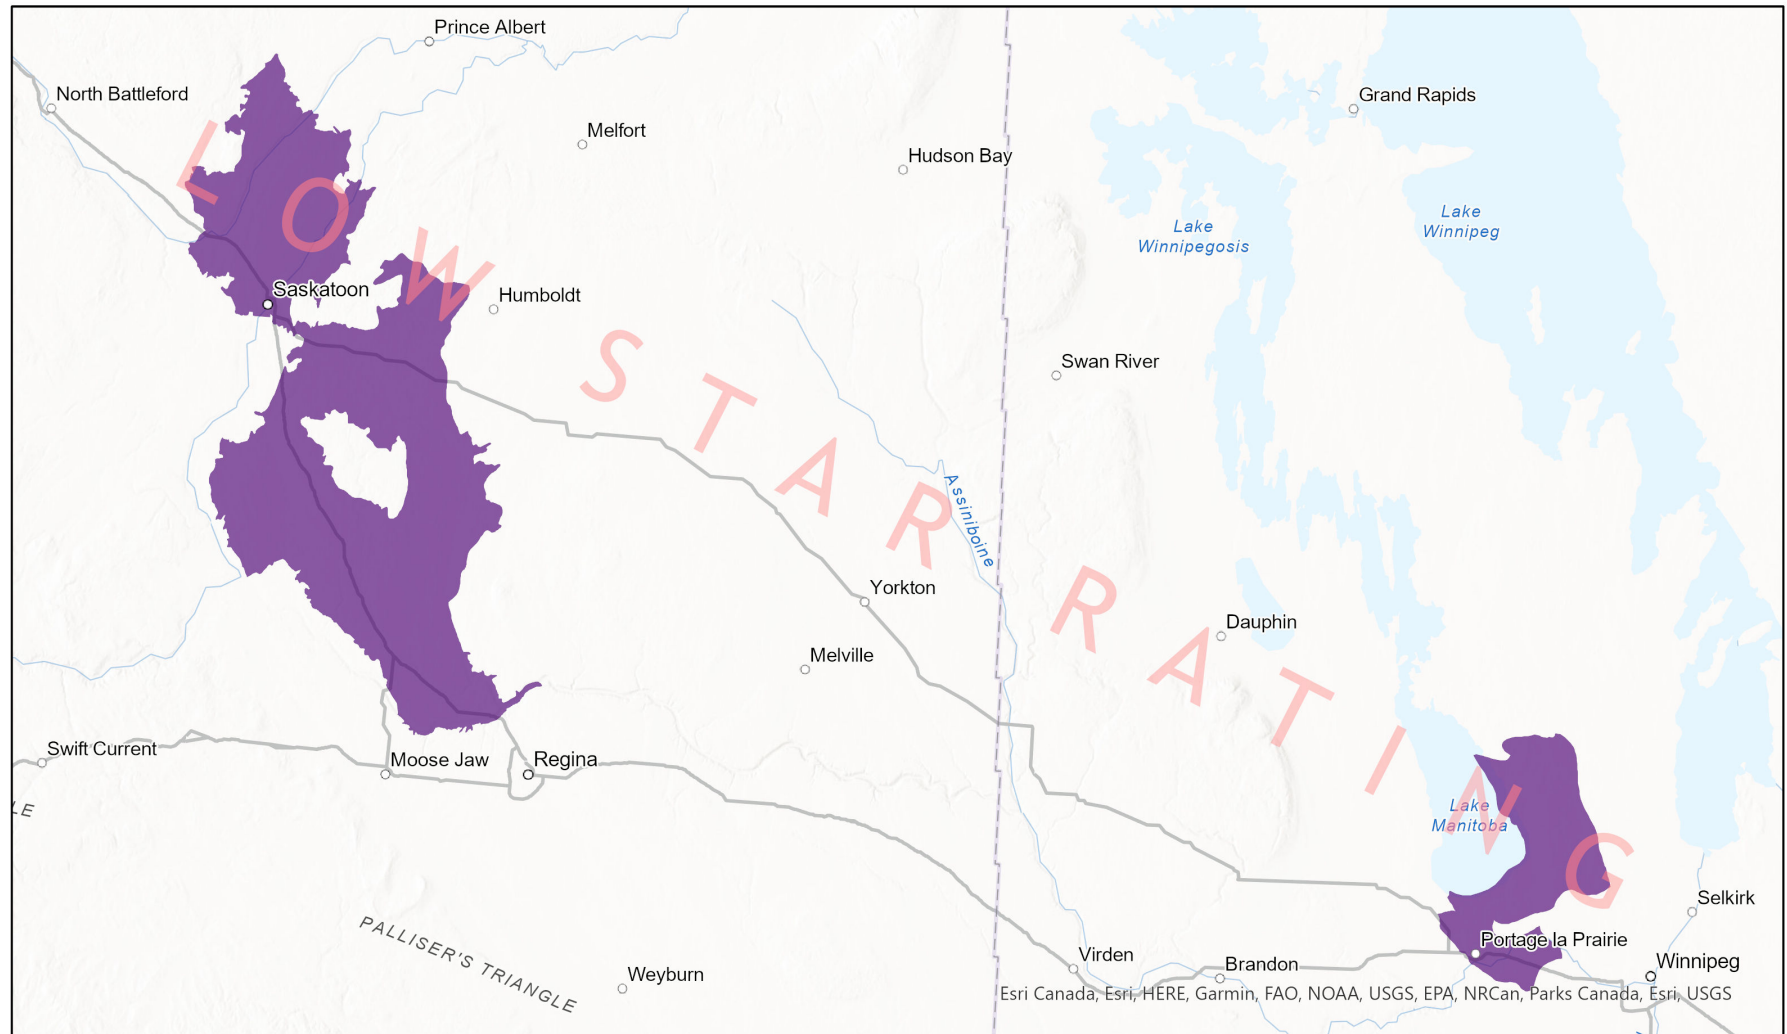 Prince Albert
North Battleford
Grand Rapids
Melfort
Hudson Bay
Lake
Winnipegosis
Lake
Winnipeg
Saskatoon
Humboldt
Swan River
LOW STAR RATING
Assiniboine
Yorkton
Dauphin
Melville
Swift Current
Moose Jaw
Regina
LE
Lake
Manitoba
Selkirk
PALLISER'S TRIANGLE
Portage la Prairie
Virden
Brandon
Winnipeg
Weyburn
Esri Canada, Esri, HERE, Garmin, FAO, NOAA, USGS, EPA, NRCan, Parks Canada, Esri, USGS